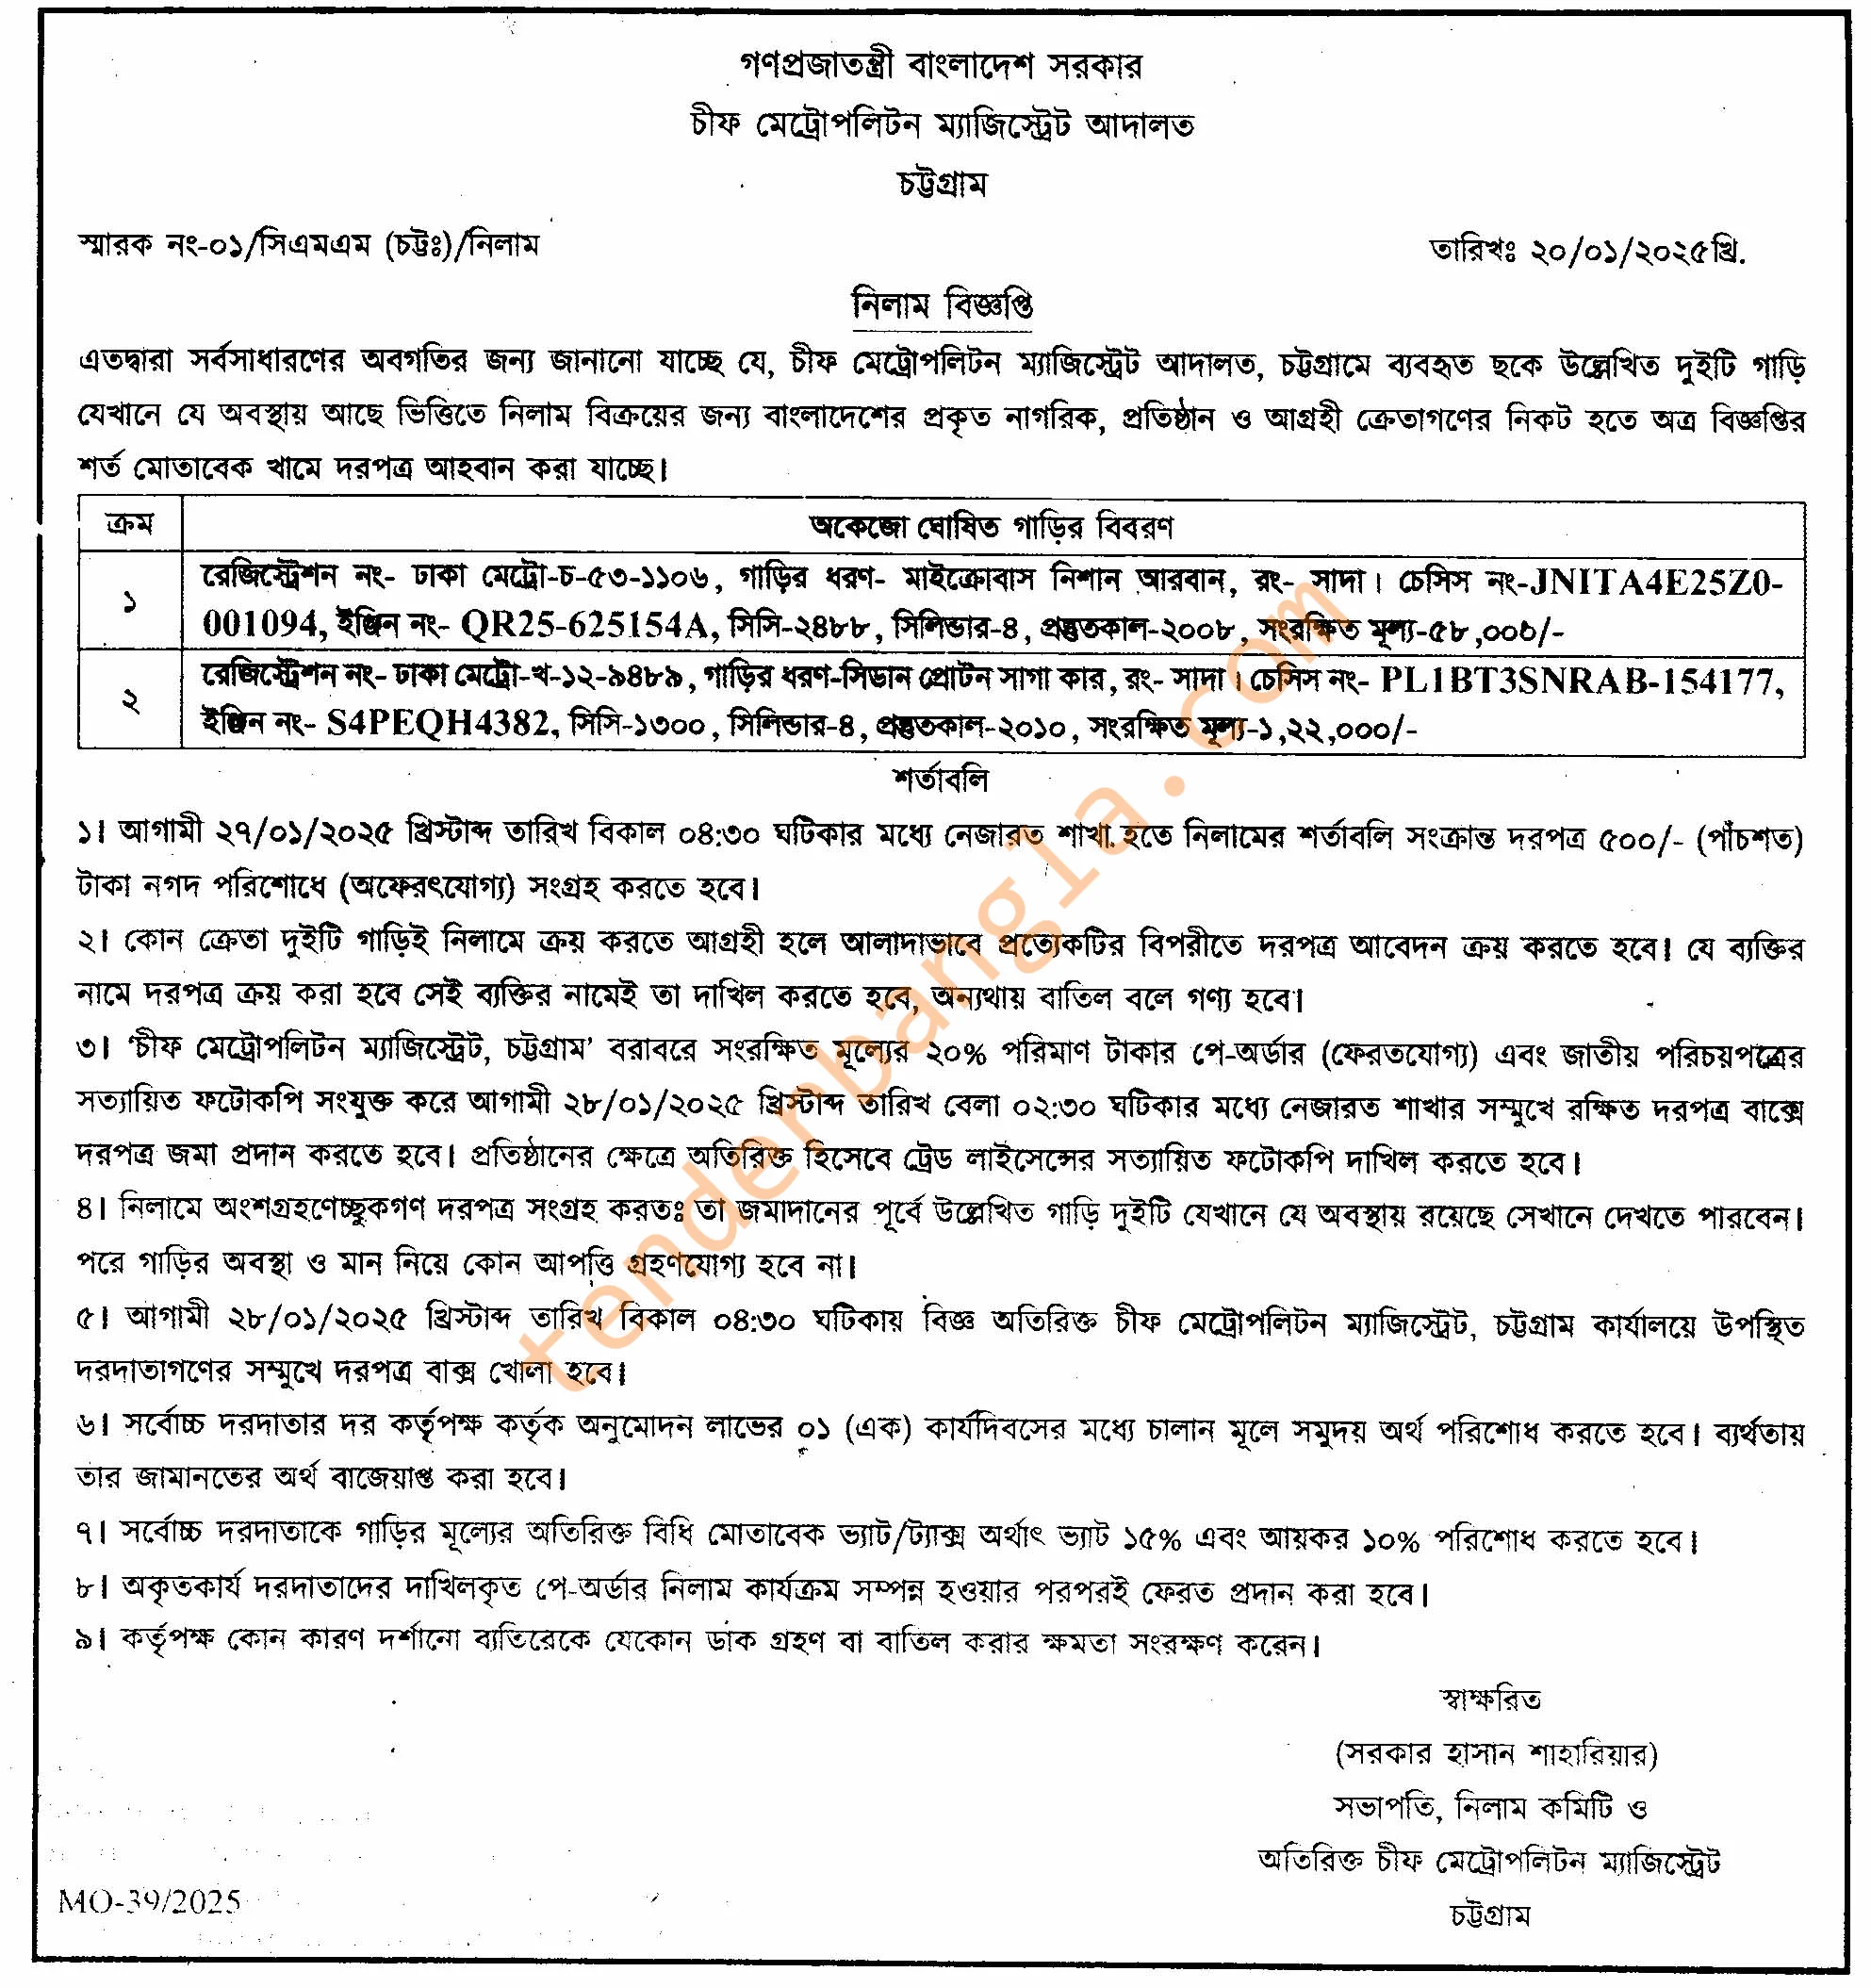 গণপ্রজাতন্ত্রী বাংলাদেশ সরকার
চীফ মেট্রোপলিটন ম্যাজিস্ট্রেট আদালত
চট্টগ্রাম
স্মারক নং-০১/সিএমএম (চট্টঃ)/নিলাম
তারিখঃ ২০/০১/২০২৫খ্রি.
নিলাম বিজ্ঞপ্তি
এতদ্বারা সর্বসাধারণের অবগতির জন্য জানানো যাচ্ছে যে, চীফ মেট্রোপলিটন ম্যাজিস্ট্রেট আদালত, চট্টগ্রামে ব্যবহৃত ছকে উল্লেখিত দুইটি গাড়ি
যেখানে যে অবস্থায় আছে ভিত্তিতে নিলাম বিক্রয়ের জন্য বাংলাদেশের প্রকৃত নাগরিক, প্রতিষ্ঠান ও আগ্রহী ক্রেতাগণের নিকট হতে অত্র বিজ্ঞপ্তির
শর্ত মোতাবেক খামে দরপত্র আহবান করা যাচ্ছে।
ক্রম
অকেজো ঘোষিত গাড়ির বিবরণ
১
রেজিস্ট্রেশন নং- ঢাকা মেট্রো-চ-৫৩-১১০৬, গাড়ির ধরণ- মাইক্রোবাস নিশান আরবান, রং- সাদা। চেসিস নং-JNITA4E25Z0-
001094, ইঞ্জিন নং- QR25-625154A, সিসি-২৪৮৮, সিলিন্ডার-৪, প্রস্তুতকাল-২০০৮, সংরক্ষিত মূল্য-৫৮,০০০/-
২
রেজিস্ট্রেশন নং- ঢাকা মেট্রো-খ-১২-৯৪৮৯, গাড়ির ধরণ-সিডান প্রোটন সাগা কার, রং- সাদা। চেসিস নং- PL1BT3SNRAB-154177,
ইঞ্জিন নং- S4PEQH4382, সিসি-১৩০০, সিলিন্ডার-৪, প্রস্তুতকাল-২০১০, সংরক্ষিত মূল্য-১,২২,০০০/-
শর্তাবলি
১। আগামী ২৭/০১/২০২৫ খ্রিস্টাব্দ তারিখ বিকাল ০৪:৩০ ঘটিকার মধ্যে নেজারত শাখা হতে নিলামের শর্তাবলি সংক্রান্ত দরপত্র ৫০০/- (পাঁচশত)
টাকা নগদ পরিশোধে (অফেরৎযোগ্য) সংগ্রহ করতে হবে।
২। কোন ক্রেতা দুইটি গাড়িই নিলামে ক্রয় করতে আগ্রহী হলে আলাদাভাবে প্রত্যেকটির বিপরীতে দরপত্র আবেদন ক্রয় করতে হবে। যে ব্যক্তির
নামে দরপত্র ক্রয় করা হবে সেই ব্যক্তির নামেই তা দাখিল করতে হবে, অন্যথায় বাতিল বলে গণ্য হবে।
৩। ‘চীফ মেট্রোপলিটন ম্যাজিস্ট্রেট, চট্টগ্রাম’ বরাবরে সংরক্ষিত মূল্যের ২০% পরিমাণ টাকার পে-অর্ডার (ফেরতযোগ্য) এবং জাতীয় পরিচয়পত্রের
সত্যায়িত ফটোকপি সংযুক্ত করে আগামী ২৮/০১/২০২৫ খ্রিস্টাব্দ তারিখ বেলা ০২:৩০ ঘটিকার মধ্যে নেজারত শাখার সম্মুখে রক্ষিত দরপত্র বাক্সে
দরপত্র জমা প্রদান করতে হবে। প্রতিষ্ঠানের ক্ষেত্রে অতিরিক্ত হিসেবে ট্রেড লাইসেন্সের সত্যায়িত ফটোকপি দাখিল করতে হবে।
৪। নিলামে অংশগ্রহণেচ্ছুকগণ দরপত্র সংগ্রহ করতঃ তা জমাদানের পূর্বে উল্লেখিত গাড়ি দুইটি যেখানে যে অবস্থায় রয়েছে সেখানে দেখতে পারবেন।
পরে গাড়ির অবস্থা ও মান নিয়ে কোন আপত্তি গ্রহণযোগ্য হবে না।
৫। আগামী ২৮/০১/২০২৫ খ্রিস্টাব্দ তারিখ বিকাল ০৪:৩০ ঘটিকায় বিজ্ঞ অতিরিক্ত চীফ মেট্রোপলিটন ম্যাজিস্ট্রেট, চট্টগ্রাম কার্যালয়ে উপস্থিত
দরদাতাগণের সম্মুখে দরপত্র বাক্স খোলা হবে।
৬। সর্বোচ্চ দরদাতার দর কর্তৃপক্ষ কর্তৃক অনুমোদন লাভের ০১ (এক) কার্যদিবসের মধ্যে চালান মূলে সমুদয় অর্থ পরিশোধ করতে হবে। ব্যর্থতায়
তার জামানতের অর্থ বাজেয়াপ্ত করা হবে।
৭। সর্বোচ্চ দরদাতাকে গাড়ির মূল্যের অতিরিক্ত বিধি মোতাবেক ভ্যাট/ট্যাক্স অর্থাৎ ভ্যাট ১৫% এবং আয়কর ১০% পরিশোধ করতে হবে।
৮। অকৃতকার্য দরদাতাদের দাখিলকৃত পে-অর্ডার নিলাম কার্যক্রম সম্পন্ন হওয়ার পরপরই ফেরত প্রদান করা হবে।
৯। কর্তৃপক্ষ কোন কারণ দর্শানো ব্যতিরেকে যেকোন ডাক গ্রহণ বা বাতিল করার ক্ষমতা সংরক্ষণ করেন।
স্বাক্ষরিত
(সরকার হাসান শাহারিয়ার)
সভাপতি, নিলাম কমিটি ও
অতিরিক্ত চীফ মেট্রোপলিটন ম্যাজিস্ট্রেট
চট্টগ্রাম
MO-39/2025
tenderbangla.com